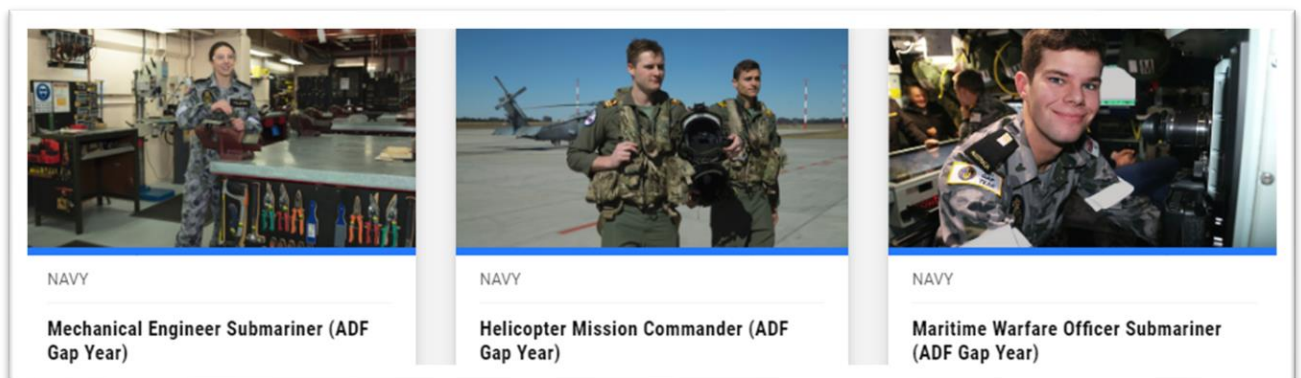 NAVY
Mechanical Engineer Submariner (ADF
Gap Year)
NAVY
Helicopter Mission Commander (ADF
Gap Year)
NAVY
Maritime Warfare Officer Submariner
(ADF Gap Year)